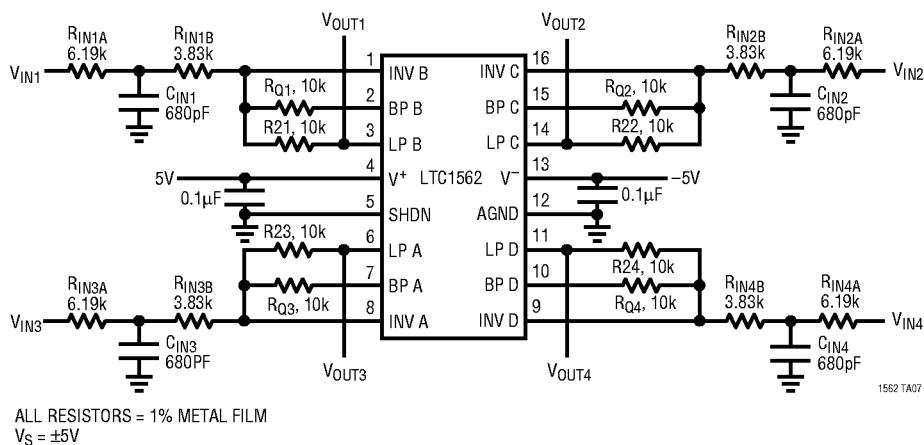 VOUT1 VOUT2
RIN1A
6.19k
RIN1B
3.83k
RIN2B
3.83k
RIN2A
6.19k
VIN1
CIN1
680pF
RQ1, 10k
R21, 10k
1 INV B
2 BP B
3 LP B
4 V+
5 SHDN
6 LP A
7 BP A
8 INV A
LTC1562
16 INV C
15 BP C
14 LP C
13 V−
12 AGND
11 LP D
10 BP D
9 INV D
RQ2, 10k
R22, 10k
CIN2
680pF
VIN2
5V
0.1µF
−5V
0.1µF
R23, 10k
RQ3, 10k
R24, 10k
RQ4, 10k
RIN3A
6.19k
RIN3B
3.83k
RIN4B
3.83k
RIN4A
6.19k
VIN3
CIN3
680PF
CIN4
680pF
VIN4
VOUT3 VOUT4
1562 TA07
ALL RESISTORS = 1% METAL FILM
VS = ±5V